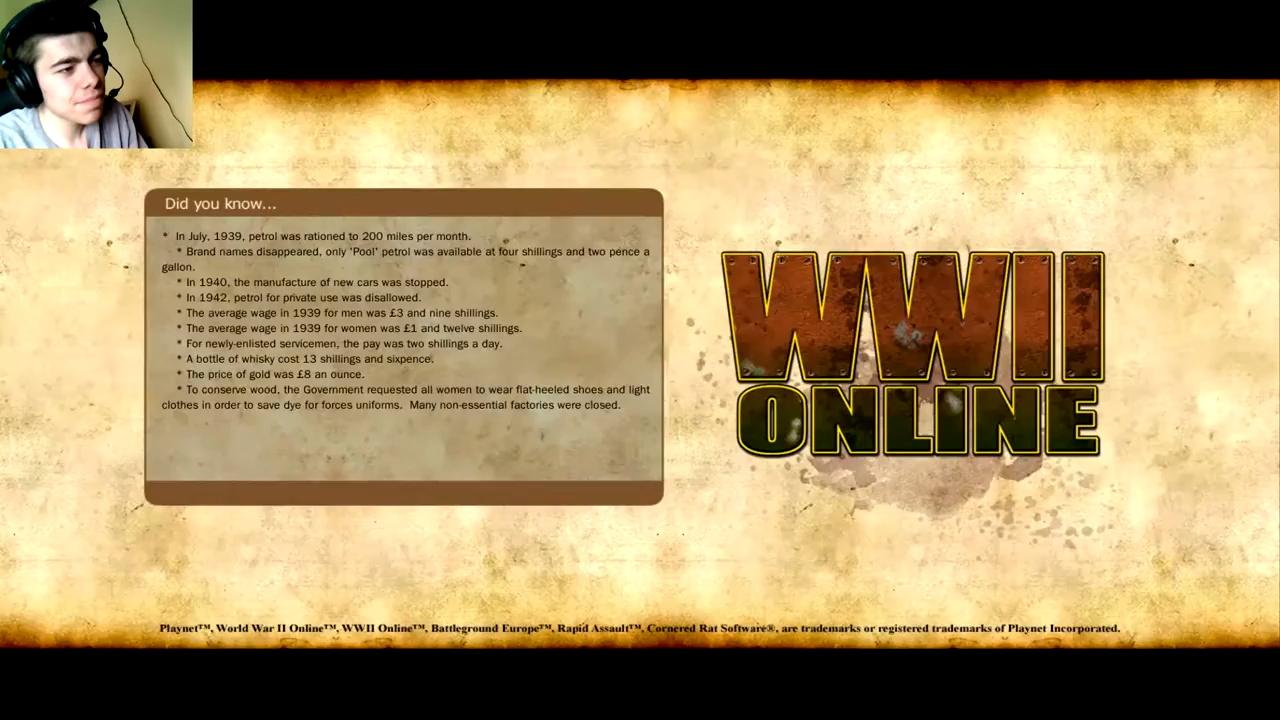 Did you know...
* In July, 1939, petrol was rationed to 200 miles per month.
* Brand names disappeared, only 'Pool' petrol was available at four shillings and two pence a
gallon.
* In 1940, the manufacture of new cars was stopped.
* In 1942, petrol for private use was disallowed.
* The average wage in 1939 for men was £3 and nine shillings.
* The average wage in 1939 for women was £1 and twelve shillings.
* For newly-enlisted servicemen, the pay was two shillings a day.
* A bottle of whisky cost 13 shillings and sixpence.
* The price of gold was £8 an ounce.
* To conserve wood, the Government requested all women to wear flat-heeled shoes and light
clothes in order to save dye for forces uniforms. Many non-essential factories were closed.
WWII
ONLINE
Playnet™, World War II Online™, WWII Online™, Battleground Europe™, Rapid Assault™, Cornered Rat Software®, are trademarks or registered trademarks of Playnet Incorporated.